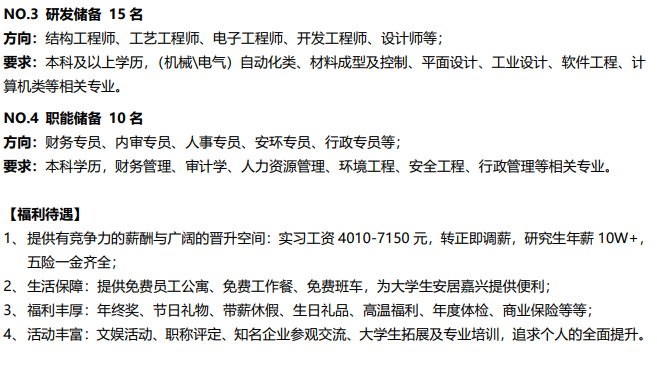 NO.3 研发储备 15 名
方向：结构工程师、工艺工程师、电子工程师、开发工程师、设计师等；
要求：本科及以上学历，（机械\电气）自动化类、材料成型及控制、平面设计、工业设计、软件工程、计
算机类等相关专业。
NO.4 职能储备 10 名
方向：财务专员、内审专员、人事专员、安环专员、行政专员等；
要求：本科学历，财务管理、审计学、人力资源管理、环境工程、安全工程、行政管理等相关专业。
【福利待遇】
1、 提供有竞争力的薪酬与广阔的晋升空间：实习工资 4010-7150 元，转正即调薪，研究生年薪 10W+，
五险一金齐全；
2、 生活保障：提供免费员工公寓、免费工作餐、免费班车，为大学生安居嘉兴提供便利；
3、 福利丰厚：年终奖、节日礼物、带薪休假、生日礼品、高温福利、年度体检、商业保险等等；
4、 活动丰富：文娱活动、职称评定、知名企业参观交流、大学生拓展及专业培训，追求个人的全面提升。